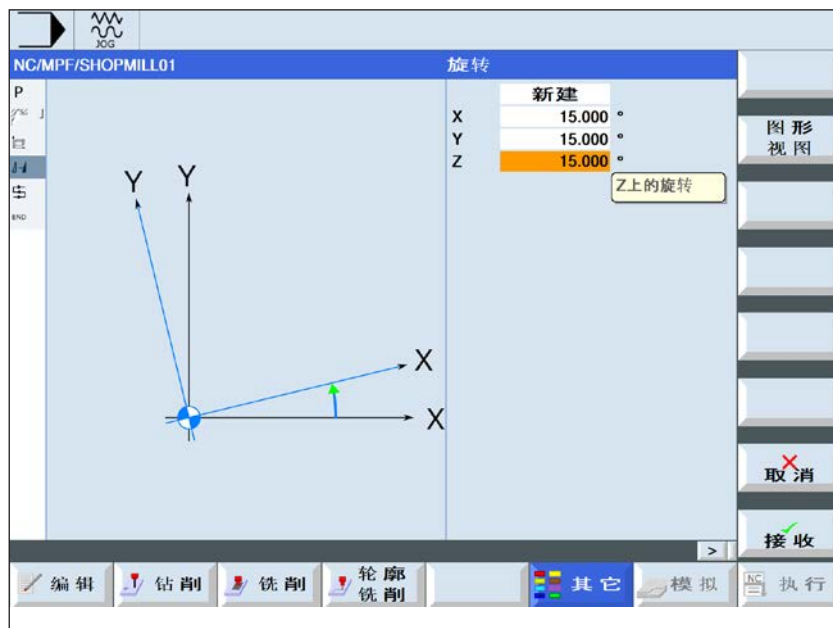 JOG
NC/MPF/SHOPMILL01
旋转
P
END
新建
X 15.000 °
Y 15.000 °
Z 15.000 °
Z上的旋转
Y Y
X
X
图形
视图
取消
接收
>
编辑
钻削
铣削
轮廓
铣削
其它
模拟
NC
执行